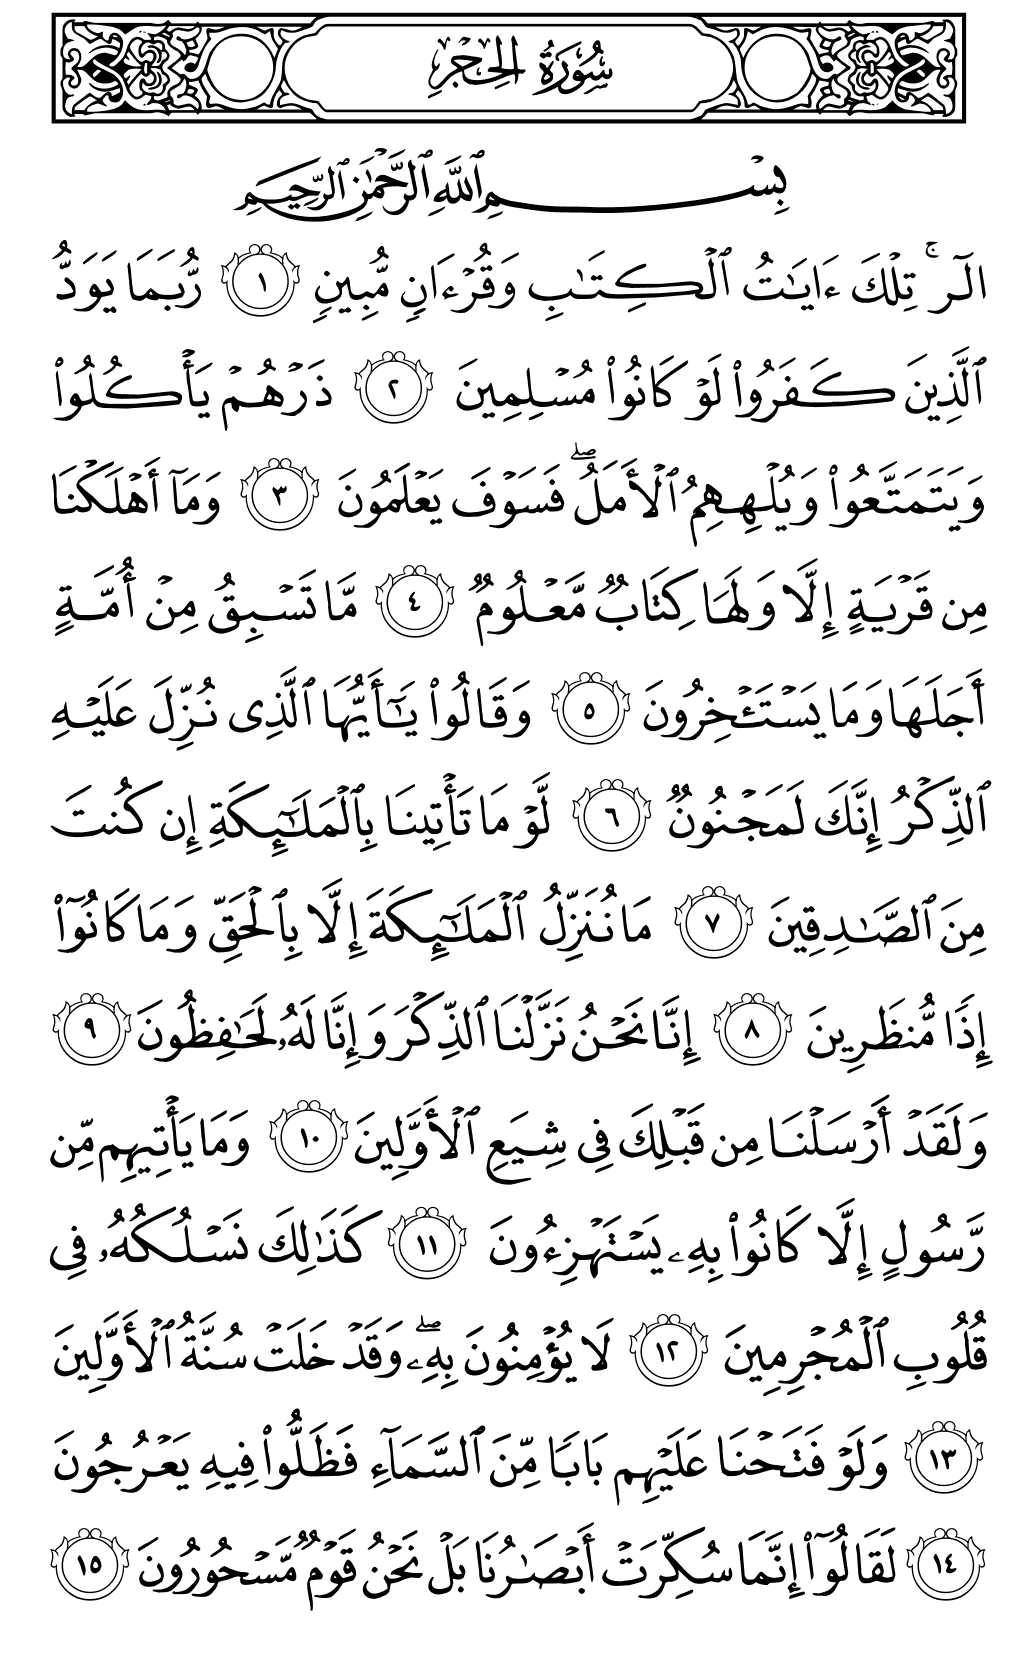 سُورَةُ الحِجْرِ
بِسْمِ ٱللَّهِ ٱلرَّحْمَٰنِ ٱلرَّحِيمِ
الٓر ۚ تِلْكَ ءَايَٰتُ ٱلْكِتَٰبِ وَقُرْءَانٍ مُّبِينٍ ١ رُّبَمَا يَوَدُّ
ٱلَّذِينَ كَفَرُوا۟ لَوْ كَانُوا۟ مُسْلِمِينَ ٢ ذَرْهُمْ يَأْكُلُوا۟
وَيَتَمَتَّعُوا۟ وَيُلْهِهِمُ ٱلْأَمَلُ ۖ فَسَوْفَ يَعْلَمُونَ ٣ وَمَآ أَهْلَكْنَا
مِن قَرْيَةٍ إِلَّا وَلَهَا كِتَابٌ مَّعْلُومٌ ٤ مَّا تَسْبِقُ مِنْ أُمَّةٍ
أَجَلَهَا وَمَا يَسْتَـْٔخِرُونَ ٥ وَقَالُوا۟ يَٰٓأَيُّهَا ٱلَّذِى نُزِّلَ عَلَيْهِ
ٱلذِّكْرُ إِنَّكَ لَمَجْنُونٌ ٦ لَّوْ مَا تَأْتِينَا بِٱلْمَلَٰٓئِكَةِ إِن كُنتَ
مِنَ ٱلصَّٰدِقِينَ ٧ مَا نُنَزِّلُ ٱلْمَلَٰٓئِكَةَ إِلَّا بِٱلْحَقِّ وَمَا كَانُوٓا۟
إِذًا مُّنظَرِينَ ٨ إِنَّا نَحْنُ نَزَّلْنَا ٱلذِّكْرَ وَإِنَّا لَهُۥ لَحَٰفِظُونَ ٩
وَلَقَدْ أَرْسَلْنَا مِن قَبْلِكَ فِى شِيَعِ ٱلْأَوَّلِينَ ١٠ وَمَا يَأْتِيهِم مِّن
رَّسُولٍ إِلَّا كَانُوا۟ بِهِۦ يَسْتَهْزِءُونَ ١١ كَذَٰلِكَ نَسْلُكُهُۥ فِى
قُلُوبِ ٱلْمُجْرِمِينَ ١٢ لَا يُؤْمِنُونَ بِهِۦ ۖ وَقَدْ خَلَتْ سُنَّةُ ٱلْأَوَّلِينَ
١٣ وَلَوْ فَتَحْنَا عَلَيْهِم بَابًا مِّنَ ٱلسَّمَآءِ فَظَلُّوا۟ فِيهِ يَعْرُجُونَ
١٤ لَقَالُوٓا۟ إِنَّمَا سُكِّرَتْ أَبْصَٰرُنَا بَلْ نَحْنُ قَوْمٌ مَّسْحُورُونَ ١٥